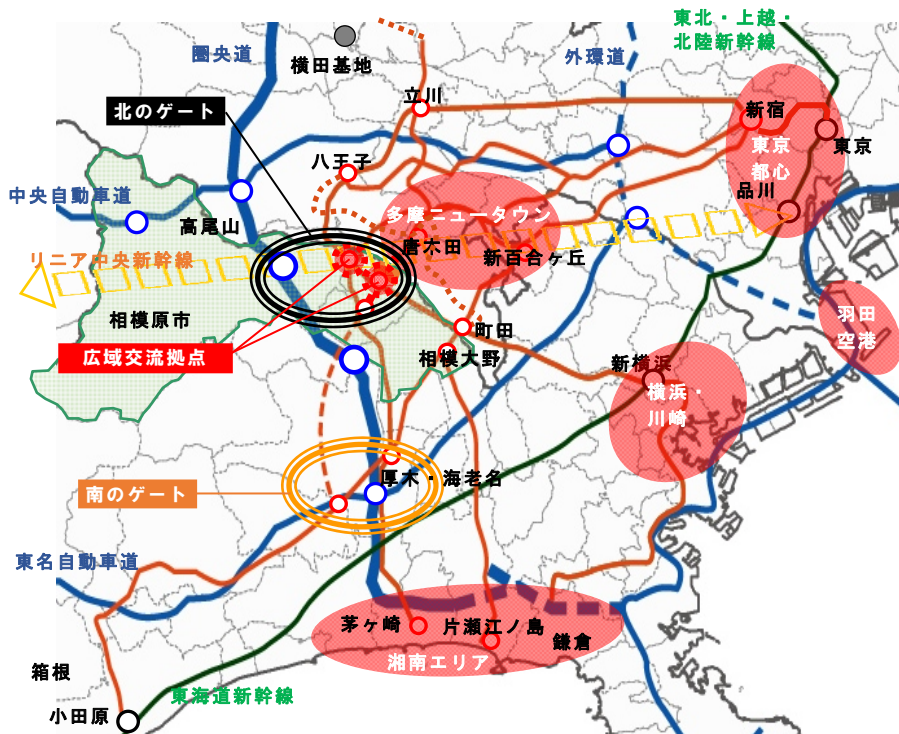 東北・上越・
北陸新幹線
圏央道
外環道
横田基地
立川
北のゲート
新宿
東京
都心
東京
八王子
中央自動車道
品川
高尾山
多摩ニュータウン
唐木田
新百合ヶ丘
リニア中央新幹線
相模原市
町田
羽田
空港
広域交流拠点
相模大野
新横浜
横浜・
川崎
厚木・海老名
南のゲート
東名自動車道
茅ヶ崎
片瀬江ノ島
鎌倉
湘南エリア
箱根
東海道新幹線
小田原